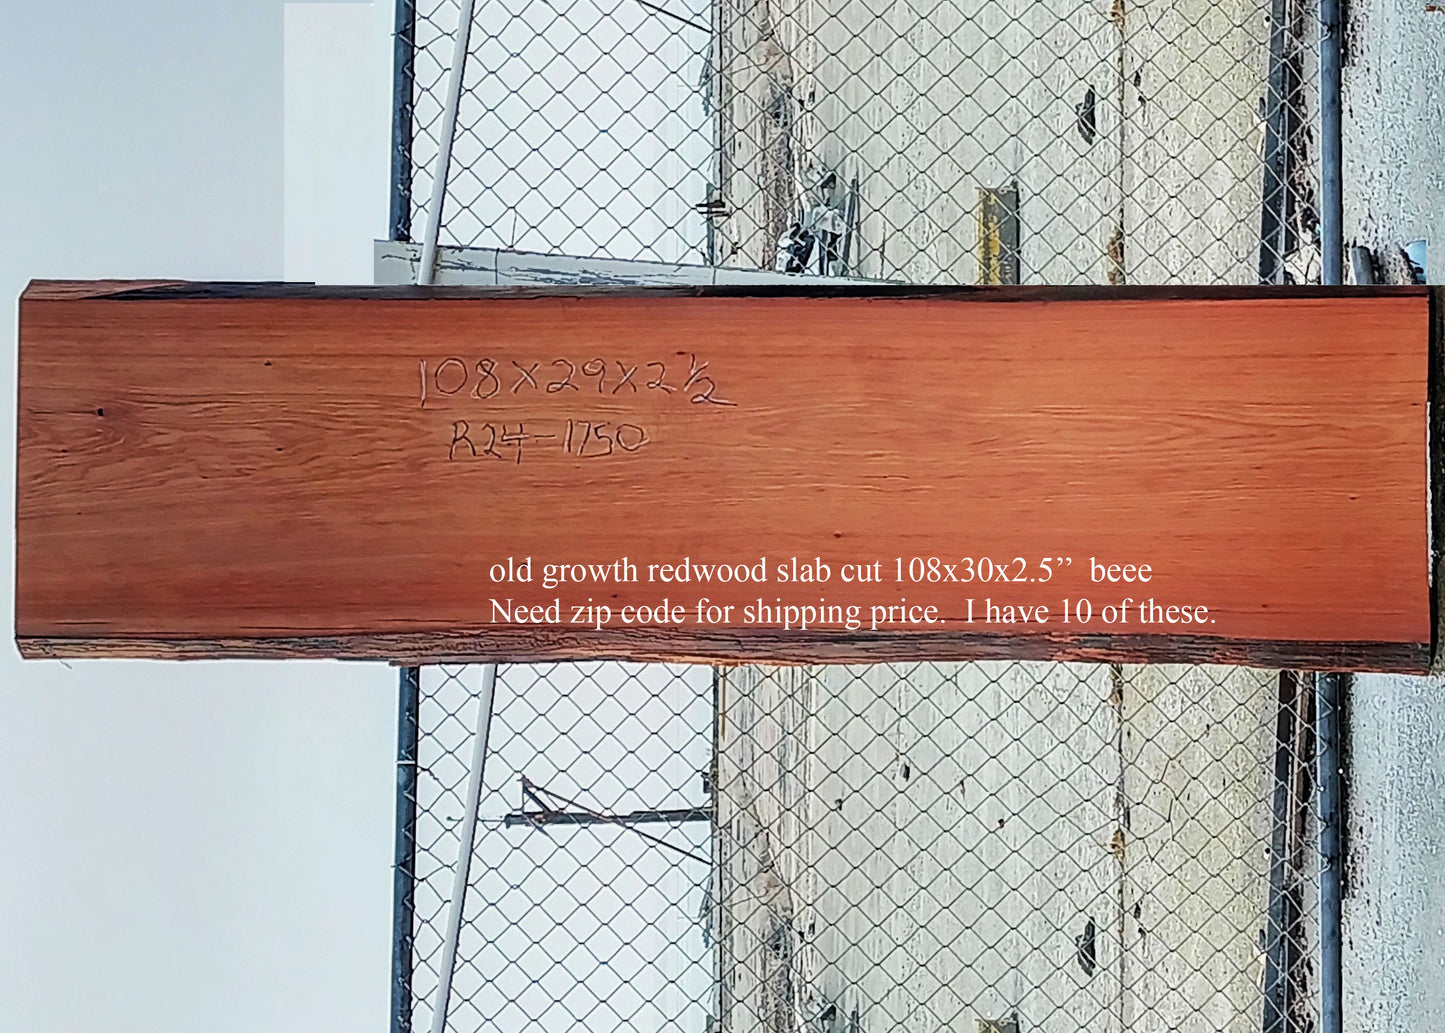 108X29X2½
R24-1750
old growth redwood slab cut 108x30x2.5’’ beee
Need zip code for shipping price. I have 10 of these.